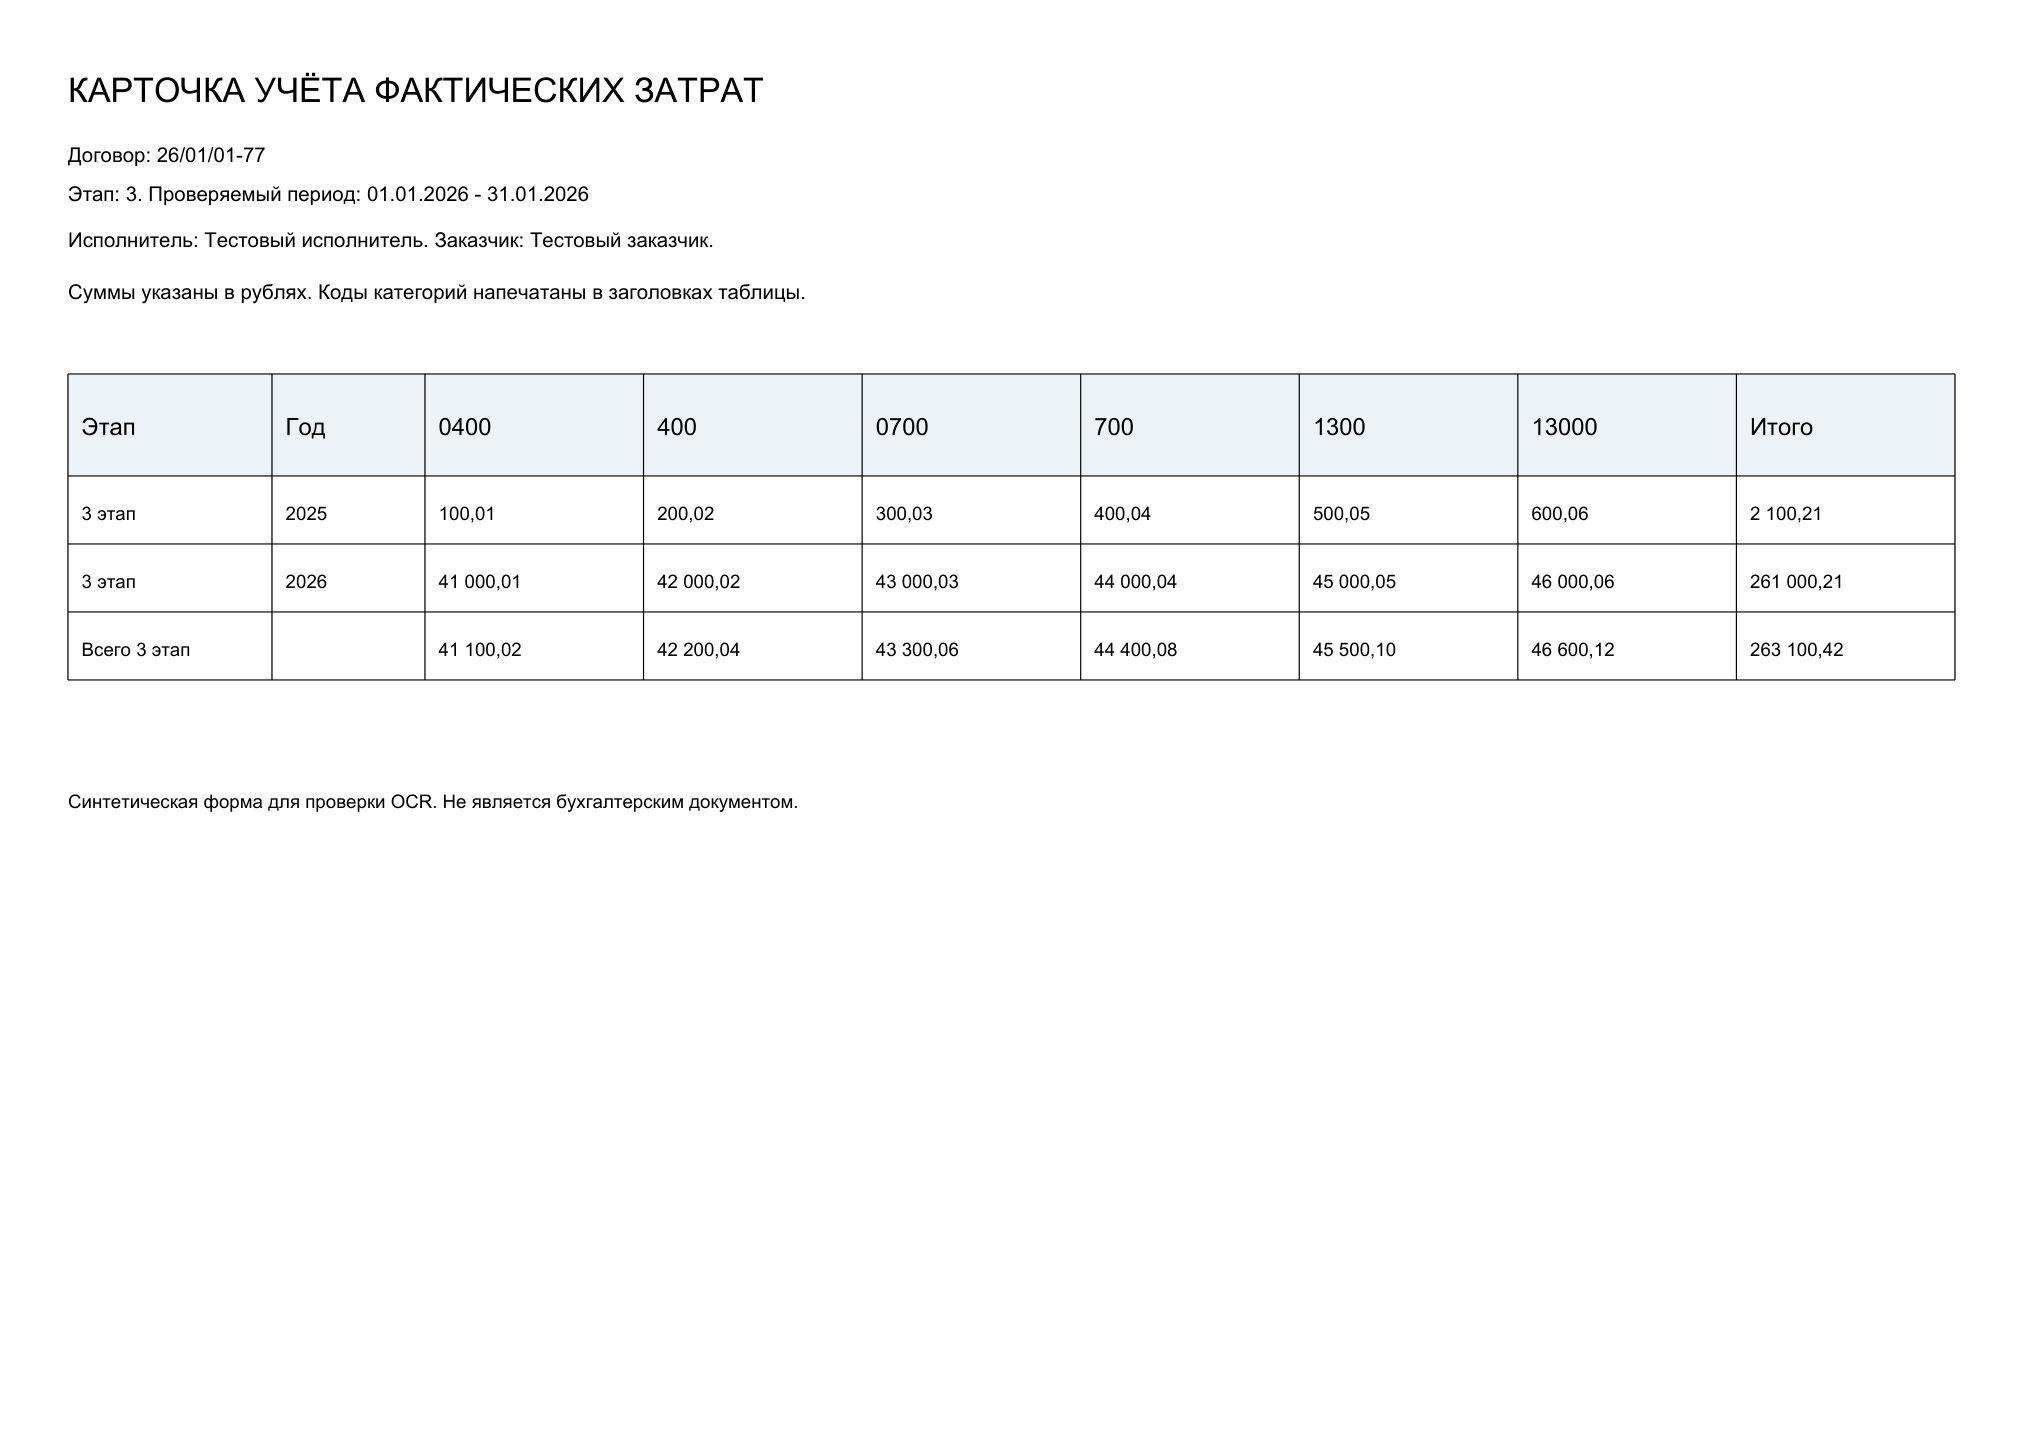 КАРТОЧКА УЧЁТА ФАКТИЧЕСКИХ ЗАТРАТ
Договор: 26/01/01-77
Этап: 3. Проверяемый период: 01.01.2026 - 31.01.2026
Исполнитель: Тестовый исполнитель. Заказчик: Тестовый заказчик.
Суммы указаны в рублях. Коды категорий напечатаны в заголовках таблицы.
Этап Год 0400 400 0700 700 1300 13000 Итого
3 этап 2025 100,01 200,02 300,03 400,04 500,05 600,06 2 100,21
3 этап 2026 41 000,01 42 000,02 43 000,03 44 000,04 45 000,05 46 000,06 261 000,21
Всего 3 этап 41 100,02 42 200,04 43 300,06 44 400,08 45 500,10 46 600,12 263 100,42
Синтетическая форма для проверки OCR. Не является бухгалтерским документом.